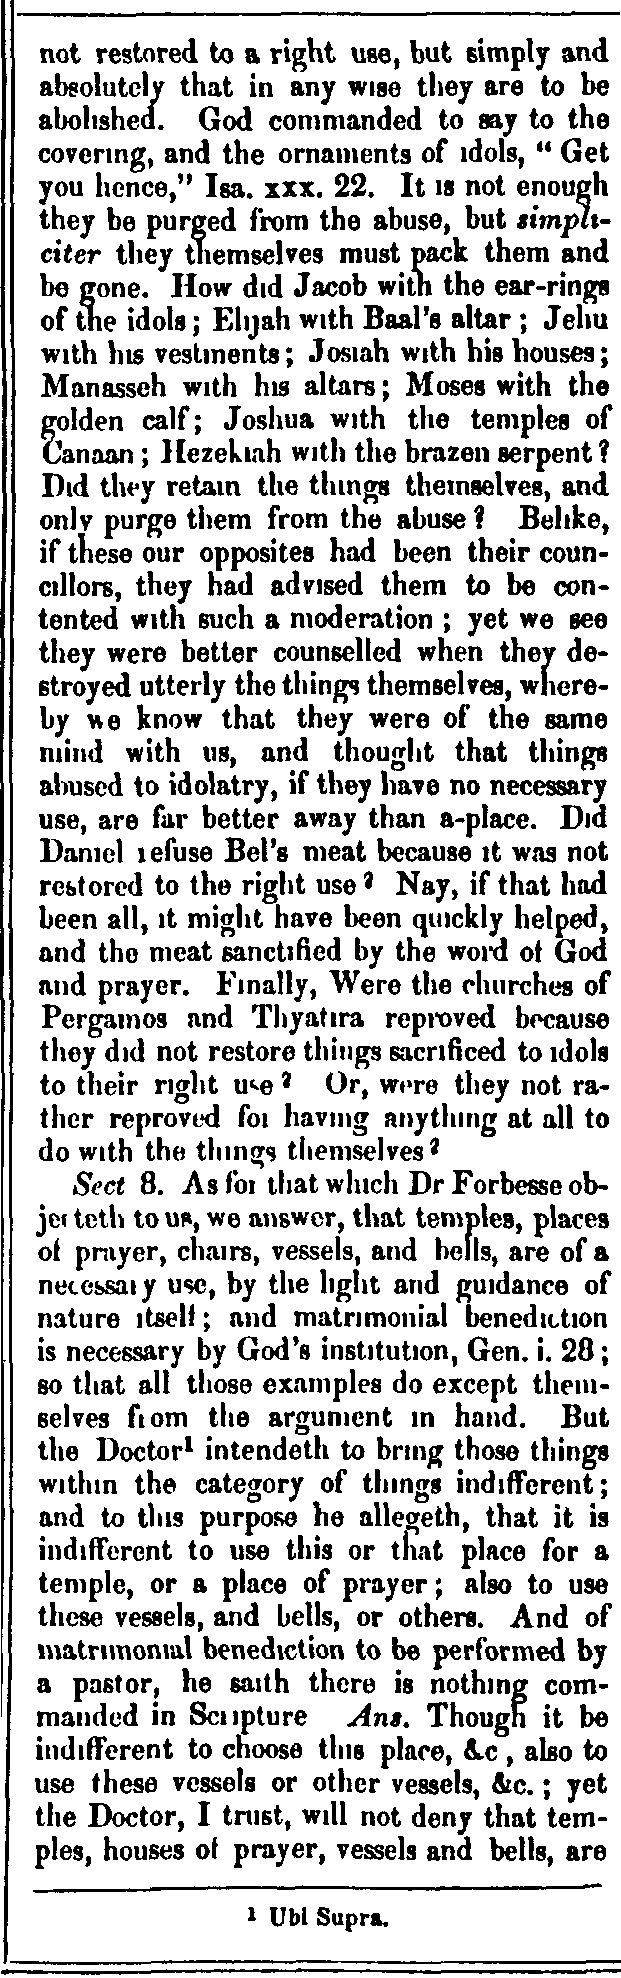 not restored to a right use, but simply and
absolutely that in any wise they are to be
abolished. God commanded to say to the
covering, and the ornaments of idols, “ Get
you hence,” Isa. xxx. 22. It is not enough
they be purged from the abuse, but simpli-
citer they themselves must pack them and
be gone. How did Jacob with the ear-rings
of the idols ; Elijah with Baal’s altar ; Jehu
with his vestments ; Josiah with his houses ;
Manasseh with his altars ; Moses with the
golden calf ; Joshua with the temples of
Canaan ; Hezekiah with the brazen serpent ?
Did they retain the things themselves, and
only purge them from the abuse ? Belike,
if these our opposites had been their coun-
cillors, they had advised them to be con-
tented with such a moderation ; yet we see
they were better counselled when they de-
stroyed utterly the things themselves, where-
by we know that they were of the same
mind with us, and thought that things
abused to idolatry, if they have no necessary
use, are far better away than a-place. Did
Daniel refuse Bel’s meat because it was not
restored to the right use ? Nay, if that had
been all, it might have been quickly helped,
and the meat sanctified by the word of God
and prayer. Finally, Were the churches of
Pergamos and Thyatira reproved because
they did not restore things sacrificed to idols
to their right use ? Or, were they not ra-
ther reproved for having anything at all to
do with the things themselves ?
Sect 8. As for that which Dr Forbesse ob-
jecteth to us, we answer, that temples, places
of prayer, chairs, vessels, and bells, are of a
necessary use, by the light and guidance of
nature itself ; and matrimonial benediction
is necessary by God’s institution, Gen. i. 28 ;
so that all those examples do except them-
selves from the argument in hand. But
the Doctor¹ intendeth to bring those things
within the category of things indifferent ;
and to this purpose he allegeth, that it is
indifferent to use this or that place for a
temple, or a place of prayer ; also to use
these vessels, and bells, or others. And of
matrimonial benediction to be performed by
a pastor, he saith there is nothing com-
manded in Scripture Ans. Though it be
indifferent to choose this place, &c , also to
use these vessels or other vessels, &c. ; yet
the Doctor, I trust, will not deny that tem-
ples, houses of prayer, vessels and bells, are
¹ Ubi Supra.